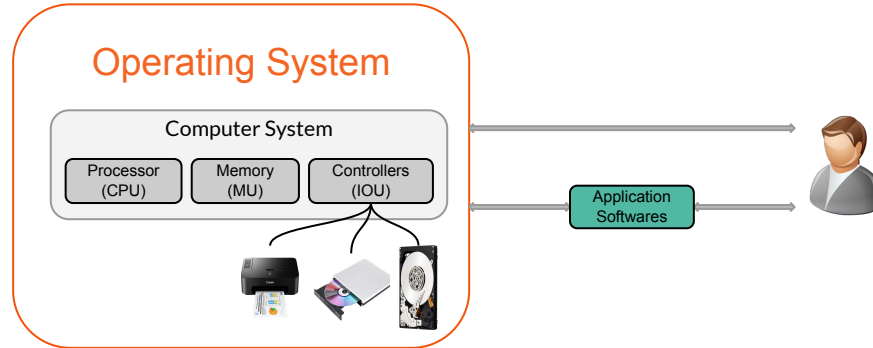 Operating System
Computer System
Processor
(CPU)
Memory
(MU)
Controllers
(IOU)
Application
Softwares